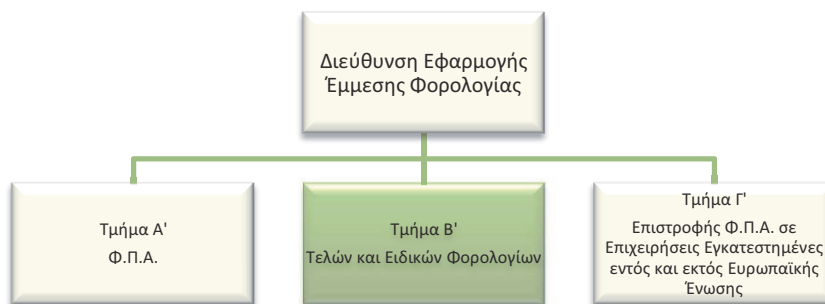 Διεύθυνση Εφαρμογής
Έμμεσης Φορολογίας
Τμήμα Α'
Φ.Π.Α.
Τμήμα Β'
Τελών και Ειδικών Φορολογίων
Τμήμα Γ'
Επιστροφής Φ.Π.Α. σε
Επιχειρήσεις Εγκατεστημένες
εντός και εκτός Ευρωπαϊκής
Ένωσης